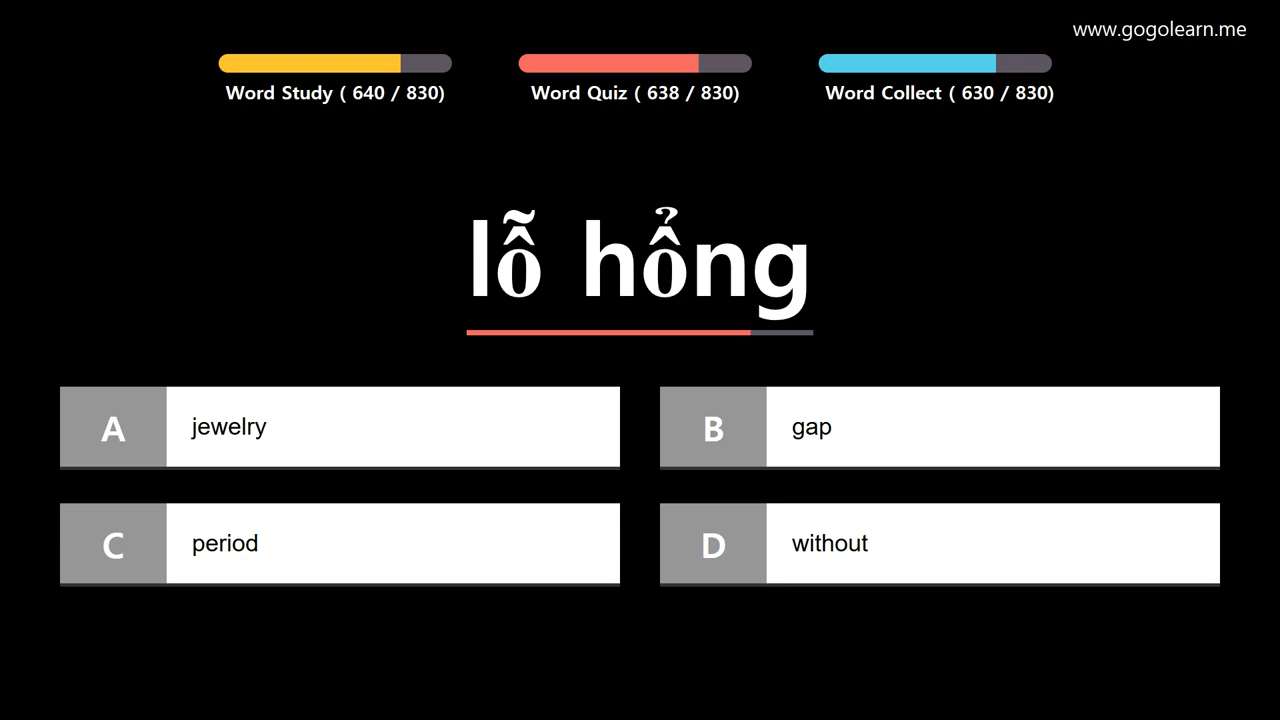 www.gogolearn.me
Word Study ( 640 / 830)
Word Quiz ( 638 / 830)
Word Collect ( 630 / 830)
lỗ hổng
A jewelry
B gap
C period
D without